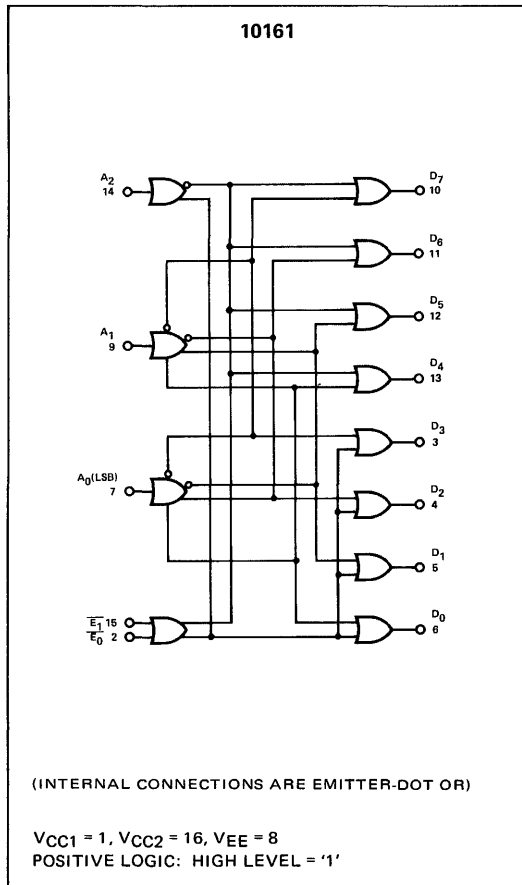 10161
A2
14
D7
10
D6
11
A1
9
D5
12
D4
13
D3
3
A0(LSB)
7
D2
4
D1
5
E1 15
E0 2
D0
6
(INTERNAL CONNECTIONS ARE EMITTER-DOT OR)
VCC1 = 1, VCC2 = 16, VEE = 8
POSITIVE LOGIC: HIGH LEVEL = '1'